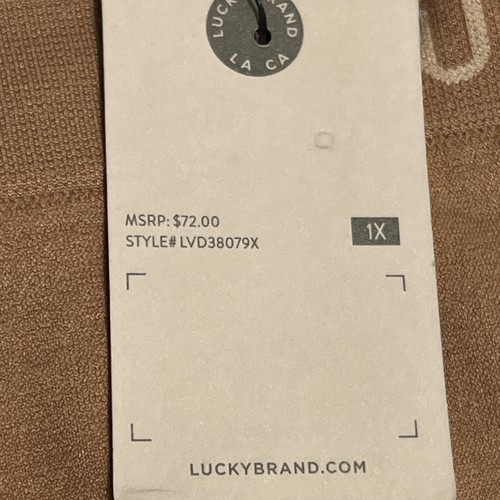 LUCKY BRAND
LA CA
MSRP: $72.00
STYLE# LVD38079X
1X
LUCKYBRAND.COM